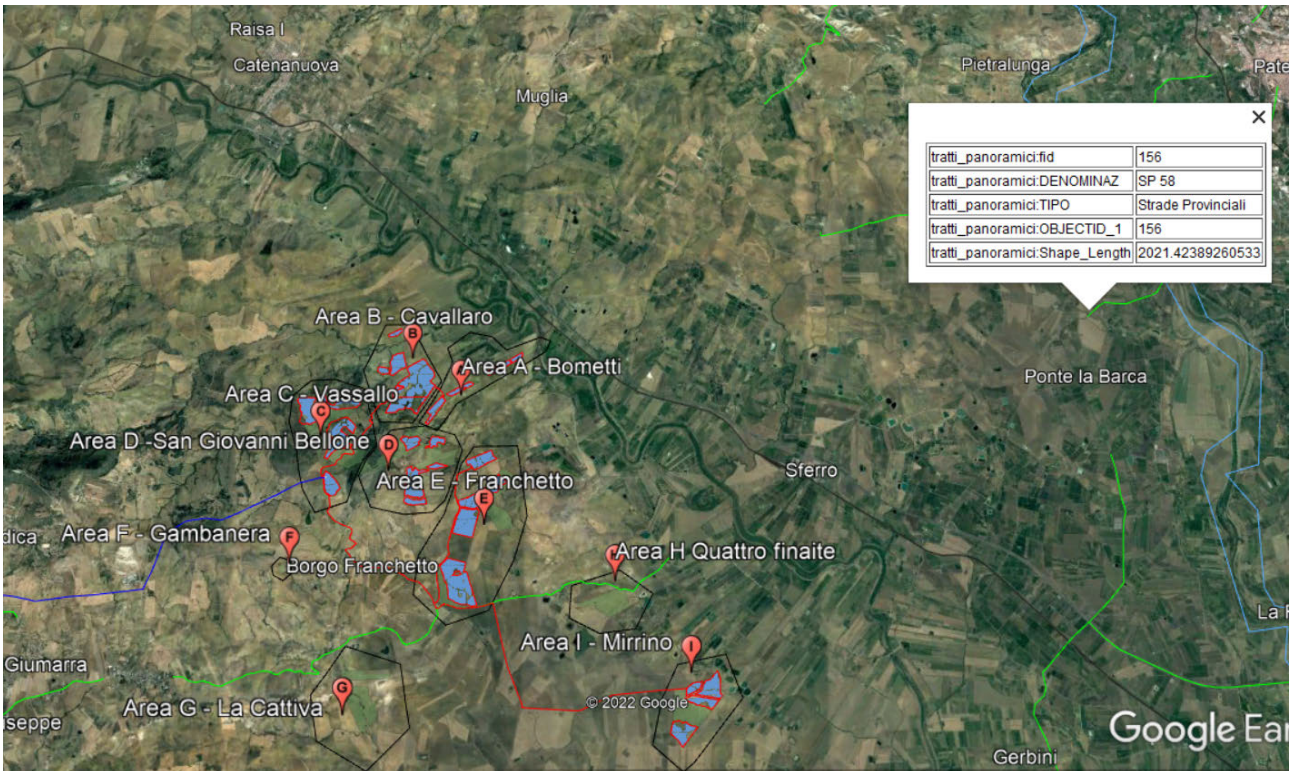 Raisa I
Catenanuova
Muglia
Pietralunga
Pate
×
tratti_panoramici:fid 156
tratti_panoramici:DENOMINAZ SP 58
tratti_panoramici:TIPO Strade Provinciali
tratti_panoramici:OBJECTID_1 156
tratti_panoramici:Shape_Length 2021.42389260533
Area B - Cavallaro
B
Area A - Bometti
A
Ponte la Barca
Area C - Vassallo
C
Area D -San Giovanni Bellone
D
Sferro
Area E - Franchetto
E
dica
Area F - Gambanera
F
Area H Quattro finaite
H
Borgo Franchetto
La F
Area I - Mirrino
I
Giumarra
G
Area G - La Cattiva
© 2022 Google
iseppe
Google Ear
Gerbini